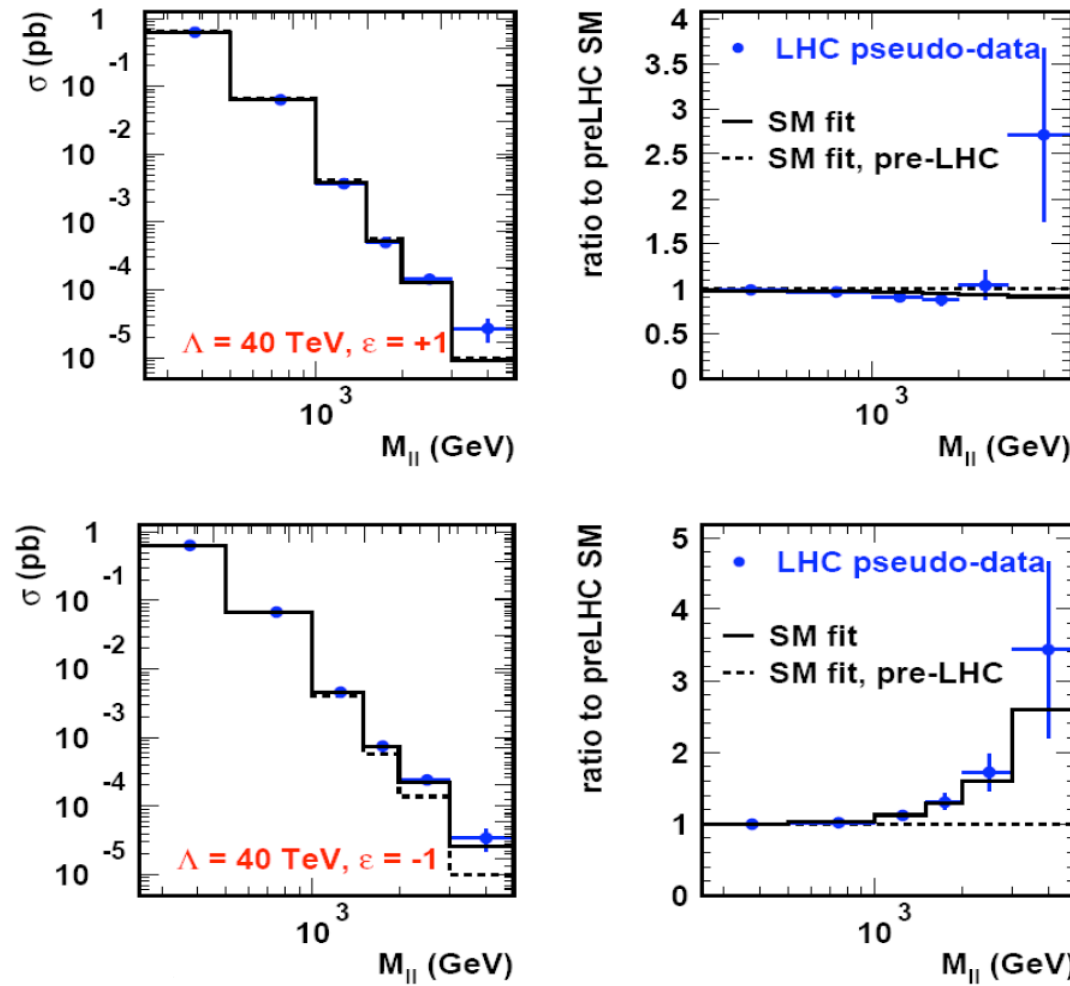 σ (pb)
1
10
-1
10
-2
10
-3
10
-4
10
-5
Λ = 40 TeV, ε = +1
10
3
M_ll (GeV)
ratio to preLHC SM
4
3.5
3
2.5
2
1.5
1
0.5
0
LHC pseudo-data
SM fit
SM fit, pre-LHC
10
3
M_ll (GeV)
σ (pb)
1
10
-1
10
-2
10
-3
10
-4
10
-5
Λ = 40 TeV, ε = -1
10
3
M_ll (GeV)
ratio to preLHC SM
5
4
3
2
1
0
LHC pseudo-data
SM fit
SM fit, pre-LHC
10
3
M_ll (GeV)